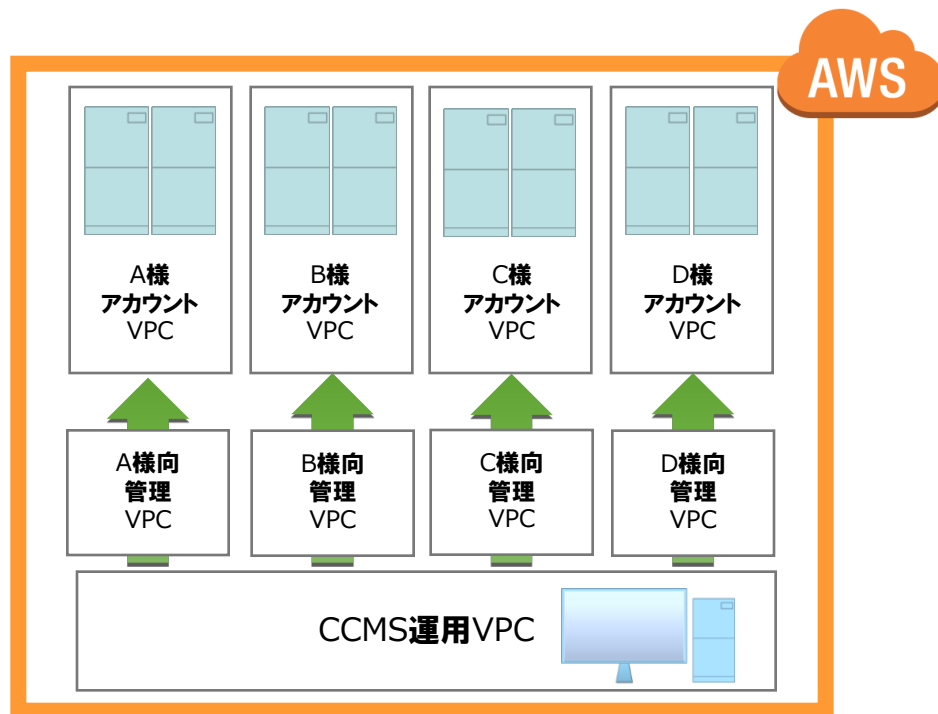 AWS
A様
アカウント
VPC
B様
アカウント
VPC
C様
アカウント
VPC
D様
アカウント
VPC
A様向
管理
VPC
B様向
管理
VPC
C様向
管理
VPC
D様向
管理
VPC
CCMS運用VPC